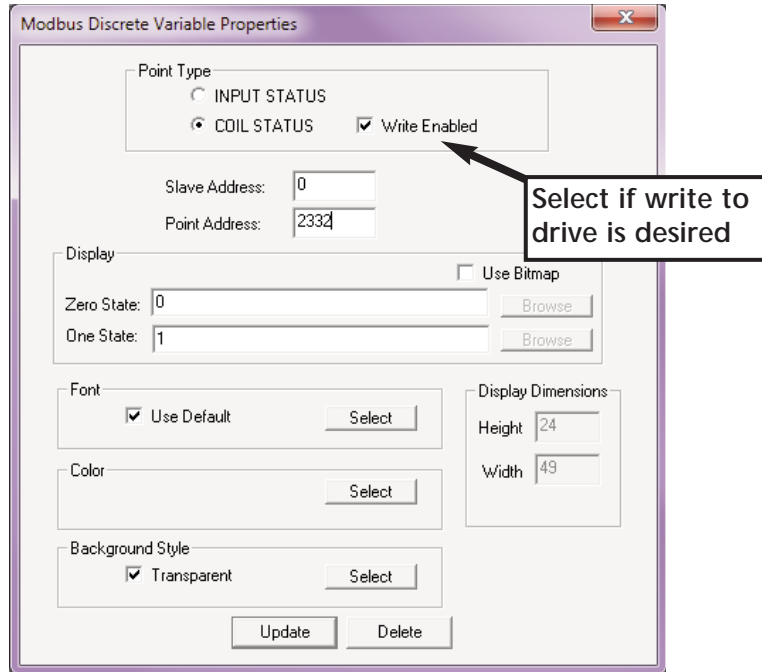 Modbus Discrete Variable Properties
x
Point Type
INPUT STATUS
COIL STATUS Write Enabled
Slave Address: 0
Point Address: 2332
Select if write to
drive is desired
Display
Use Bitmap
Zero State: 0 Browse
One State: 1 Browse
Font
Use Default Select
Display Dimensions
Height 24
Width 49
Color
Select
Background Style
Transparent Select
Update Delete